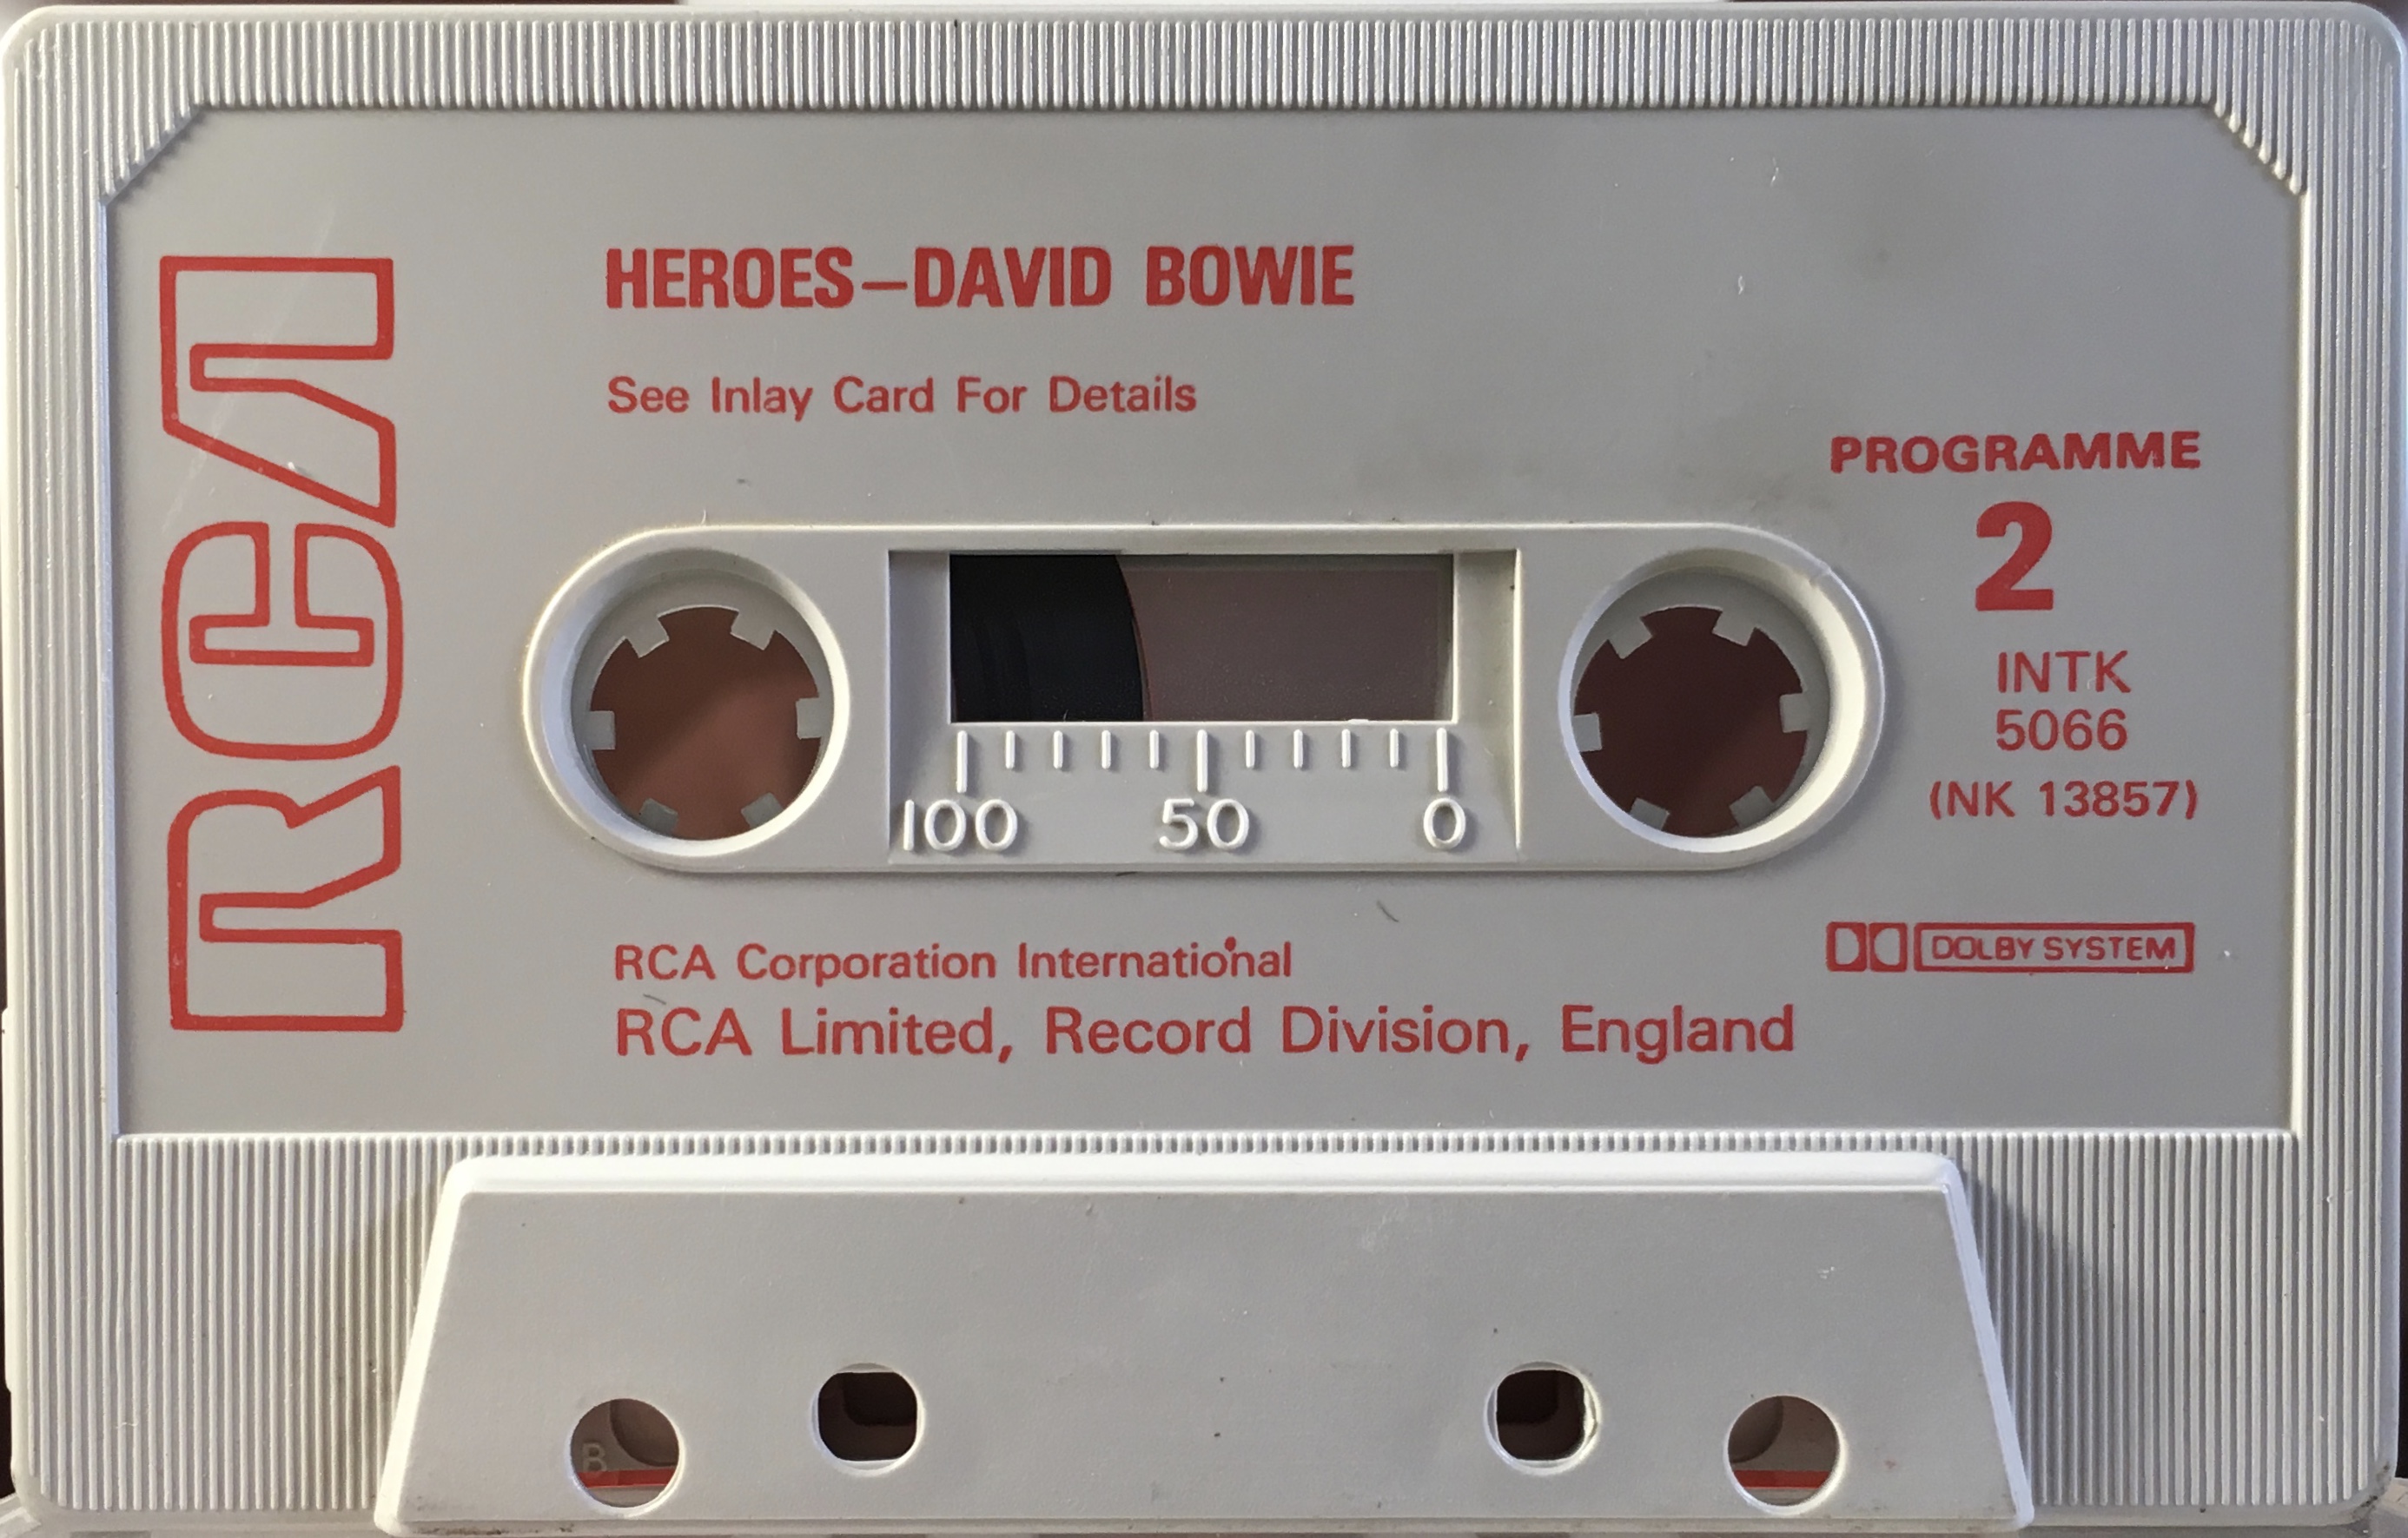 RCA
HEROES–DAVID BOWIE
See Inlay Card For Details
PROGRAMME
2
INTK
5066
(NK 13857)
100 50 0
DOLBY SYSTEM
RCA Corporation International
RCA Limited, Record Division, England
B